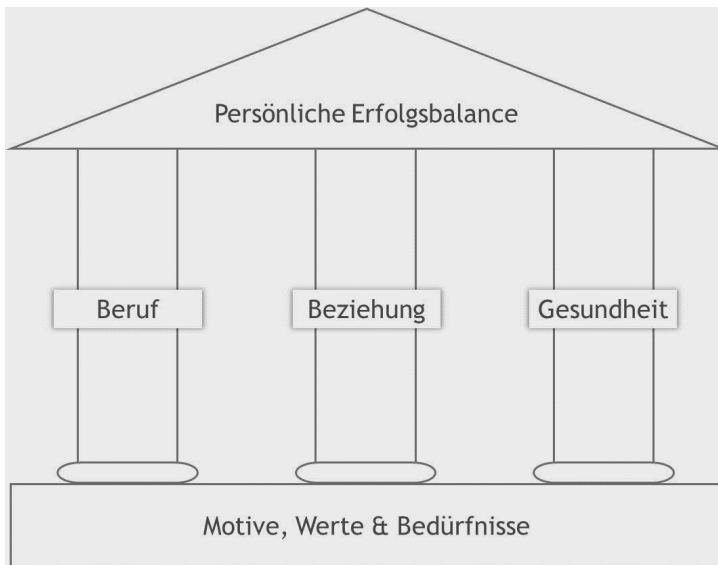 Persönliche Erfolgsbalance
Beruf
Beziehung
Gesundheit
Motive, Werte & Bedürfnisse